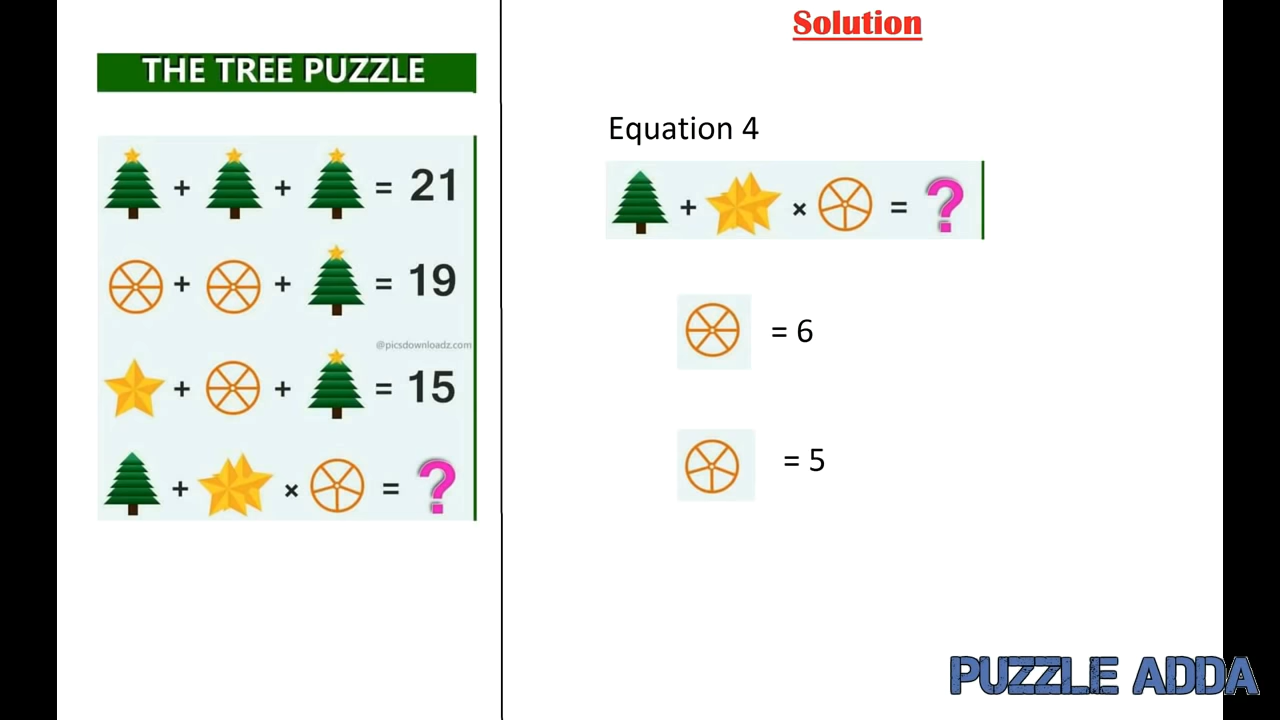 THE TREE PUZZLE
+ + = 21
+ + = 19
@picsdownloadz.com
+ + = 15
+ × = ?
Solution
Equation 4
+ × = ?
= 6
= 5
PUZZLE ADDA